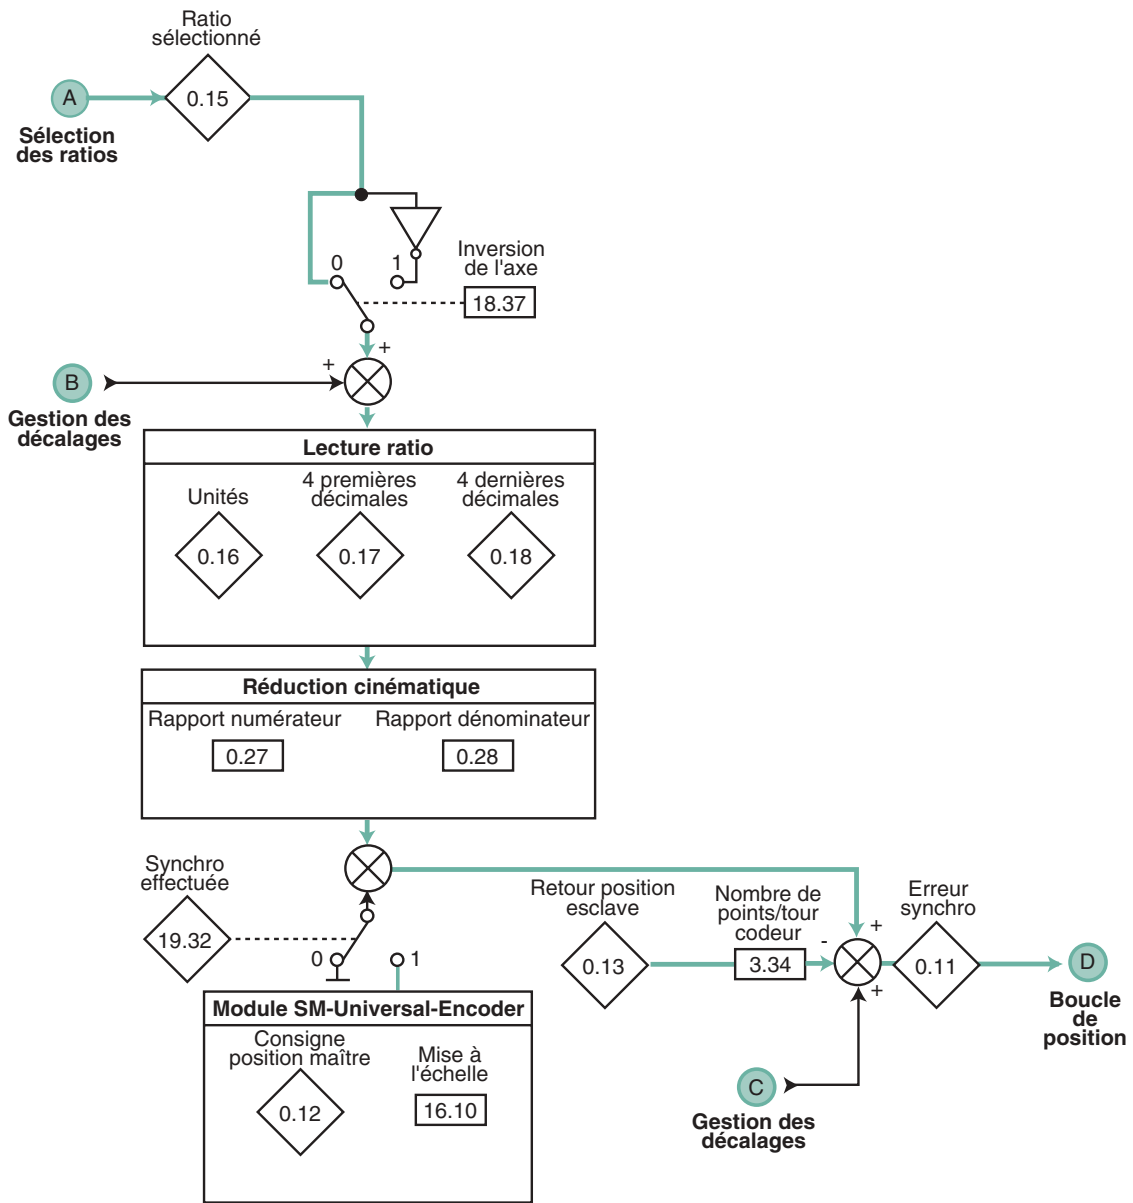 Ratio
sélectionné
A
0.15
Sélection
des ratios
0
1
Inversion
de l'axe
18.37
+
+
B
Gestion des
décalages
Lecture ratio
Unités
4 premières
décimales
4 dernières
décimales
0.16
0.17
0.18
Réduction cinématique
Rapport numérateur
Rapport dénominateur
0.27
0.28
Synchro
effectuée
19.32
0
1
Retour position
esclave
0.13
Nombre de
points/tour
codeur
3.34
-
+
+
Erreur
synchro
0.11
D
Boucle
de
position
Module SM-Universal-Encoder
Consigne
position maître
0.12
Mise à
l'échelle
16.10
C
Gestion des
décalages